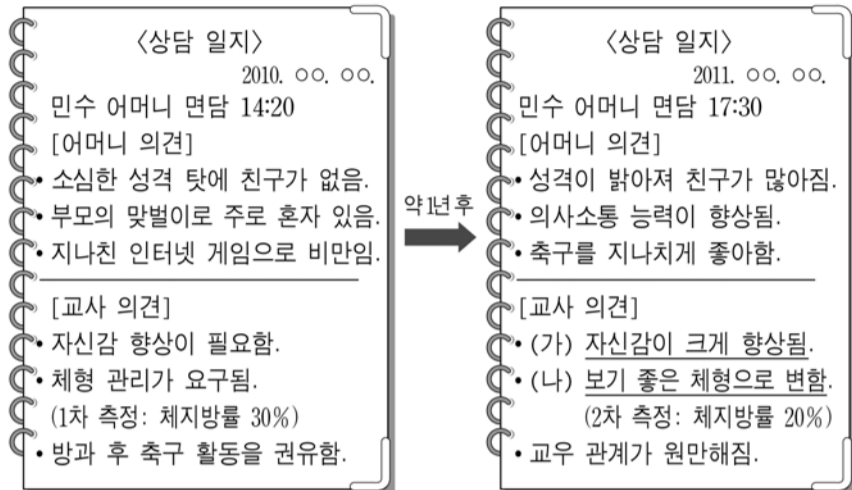 〈상담 일지〉
2010. ○○. ○○.
민수 어머니 면담 14:20
[어머니 의견]
• 소심한 성격 탓에 친구가 없음.
• 부모의 맞벌이로 주로 혼자 있음.
• 지나친 인터넷 게임으로 비만임.
[교사 의견]
• 자신감 향상이 필요함.
• 체형 관리가 요구됨.
(1차 측정: 체지방률 30%)
• 방과 후 축구 활동을 권유함.
약 1년 후
〈상담 일지〉
2011. ○○. ○○.
민수 어머니 면담 17:30
[어머니 의견]
• 성격이 밝아져 친구가 많아짐.
• 의사소통 능력이 향상됨.
• 축구를 지나치게 좋아함.
[교사 의견]
• (가) 자신감이 크게 향상됨.
• (나) 보기 좋은 체형으로 변함.
(2차 측정: 체지방률 20%)
• 교우 관계가 원만해짐.